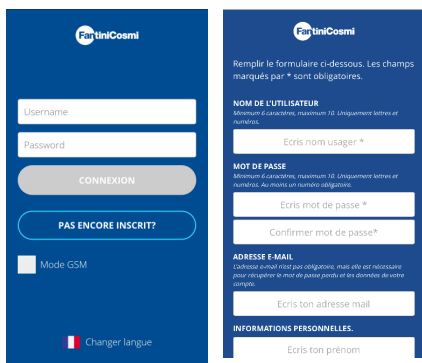 FantiniCosmi
Username
Password
CONNEXION
PAS ENCORE INSCRIT?
Mode GSM
Changer langue
FantiniCosmi
Remplir le formulaire ci-dessous. Les champs
marqués par * sont obligatoires.
NOM DE L'UTILISATEUR
Minimum 6 caractères, maximum 10. Uniquement lettres et
numéros.
Ecris nom usager *
MOT DE PASSE
Minimum 6 caractères, maximum 10. Uniquement lettres et
numéros. Au moins un numéro obligatoire.
Ecris mot de passe *
Confirmer mot de passe*
ADRESSE E-MAIL
L'adresse e-mail n'est pas obligatoire, mais elle est nécessaire
pour récupérer le mot de passe perdu et les données de votre
compte.
Ecris ton adresse mail
INFORMATIONS PERSONNELLES.
Ecris ton prénom